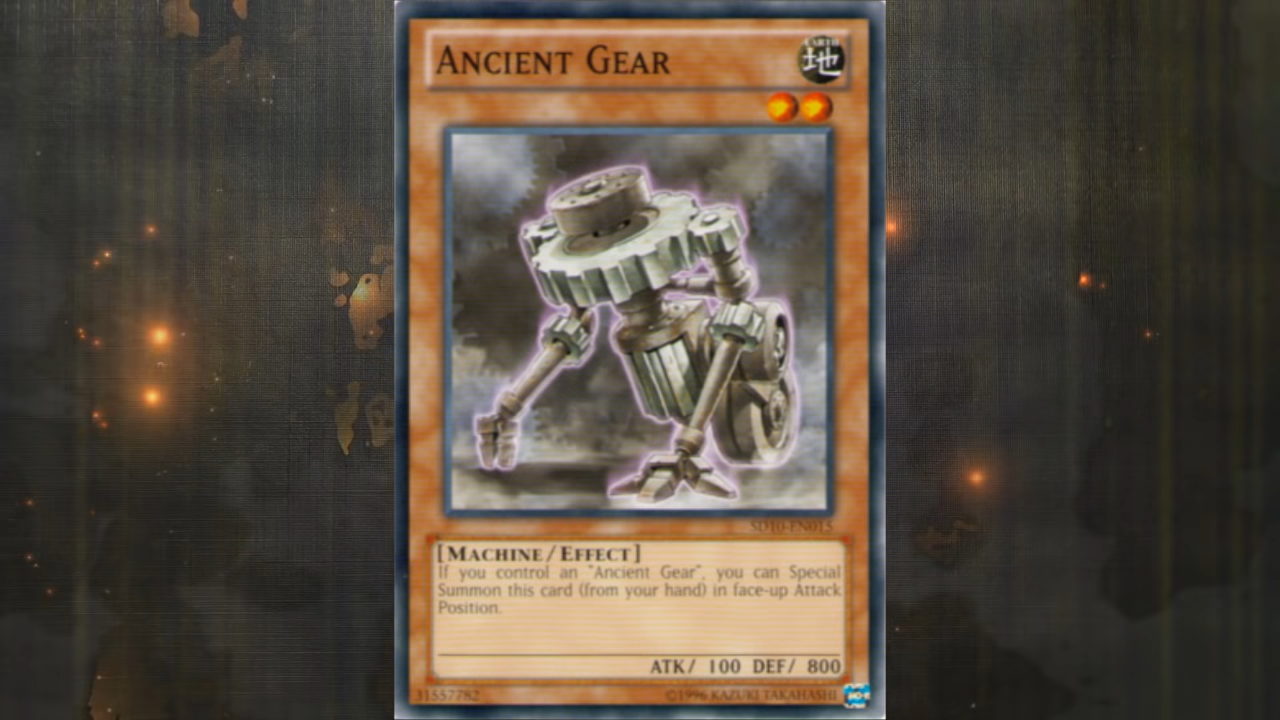 ANCIENT GEAR
EARTH
地
SD10-EN015
[MACHINE/EFFECT]
If you control an "Ancient Gear", you can Special
Summon this card (from your hand) in face-up Attack
Position.
ATK/ 100 DEF/ 800
31557782
©1996 KAZUKI TAKAHASHI